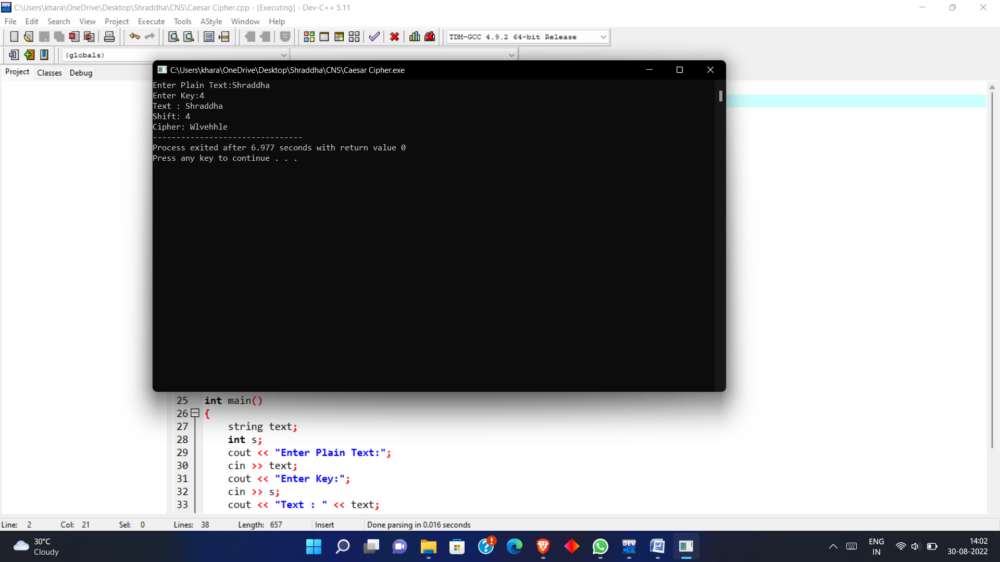 C:\Users\khara\OneDrive\Desktop\Shraddha\CNS\Caesar Cipher.cpp - [Executing] - Dev-C++ 5.11
File Edit Search View Project Execute Tools AStyle Window Help
TDM-GCC 4.9.2 64-bit Release
(globals)
Project Classes Debug
C:\Users\khara\OneDrive\Desktop\Shraddha\CNS\Caesar Cipher.exe
Enter Plain Text:Shraddha
Enter Key:4
Text : Shraddha
Shift: 4
Cipher: Wlvehhle
--------------------------------
Process exited after 6.977 seconds with return value 0
Press any key to continue . . .
25 int main()
26 {
27 string text;
28 int s;
29 cout << "Enter Plain Text:";
30 cin >> text;
31 cout << "Enter Key:";
32 cin >> s;
33 cout << "Text : " << text;
Line: 2 Col: 21 Sel: 0 Lines: 38 Length: 657 Insert Done parsing in 0.016 seconds
30°C
Cloudy
DEV
C++
ENG
IN
14:02
30-08-2022